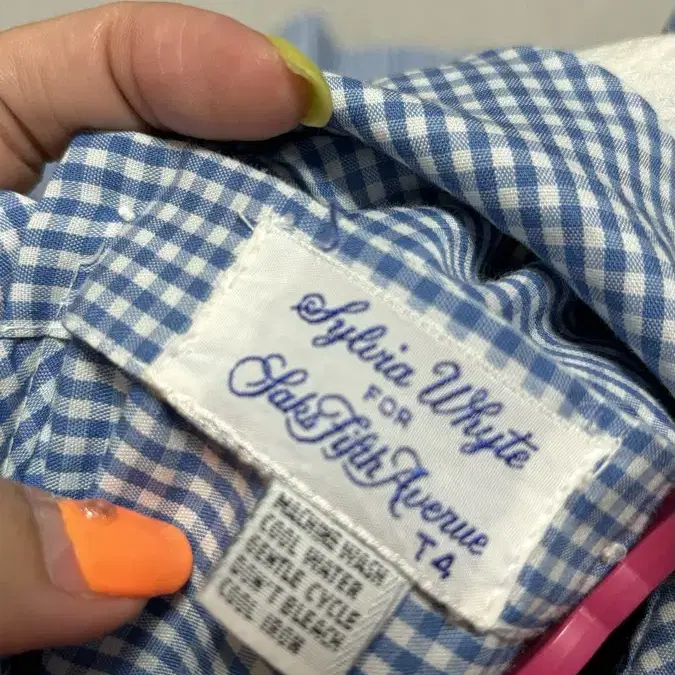 Sylvia Whyte
FOR
Saks Fifth Avenue
T4
MACHINE WASH
COOL WATER
GENTLE CYCLE
DON'T BLEACH
COOL IRON